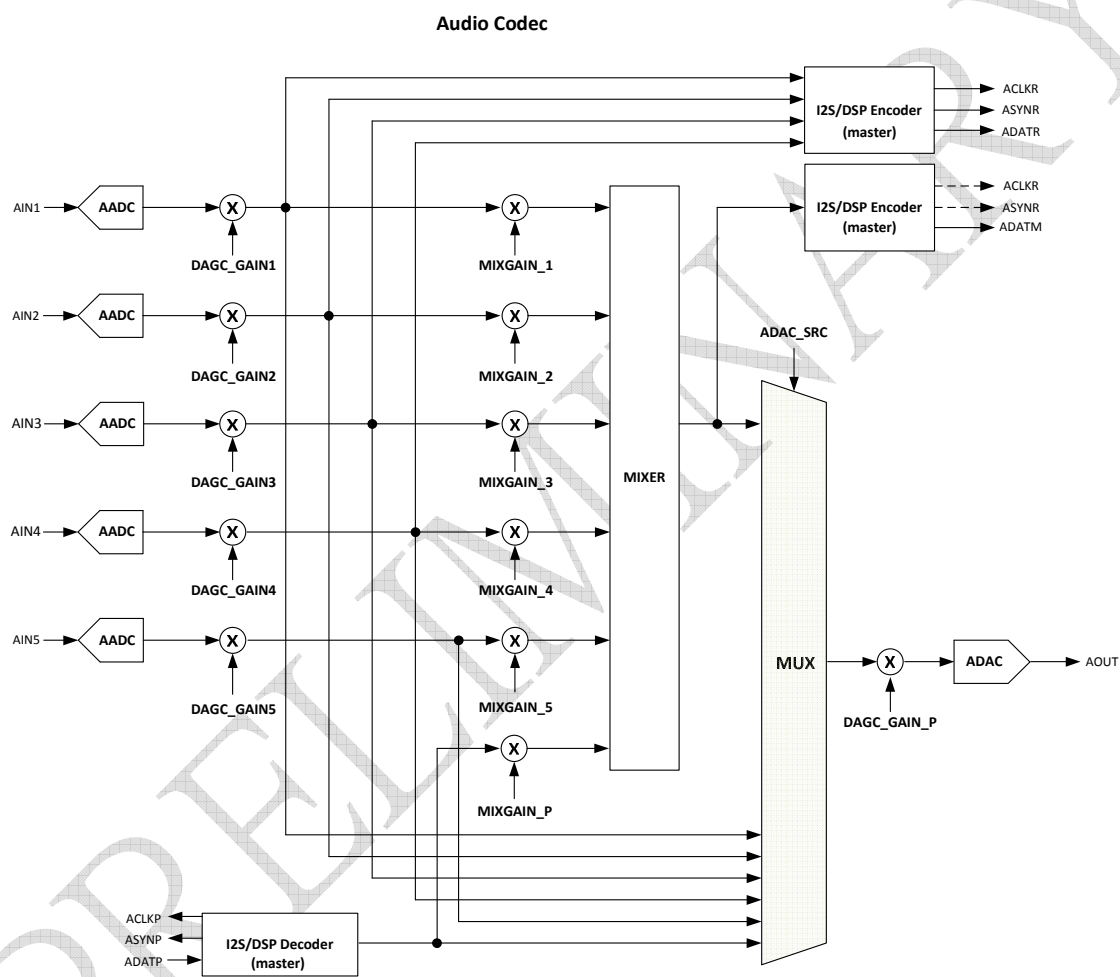 Audio Codec
I2S/DSP Encoder
(master)
ACLKR
ASYNR
ADATR
I2S/DSP Encoder
(master)
ACLKR
ASYNR
ADATM
AIN1
AADC
X
DAGC_GAIN1
X
MIXGAIN_1
AIN2
AADC
X
DAGC_GAIN2
X
MIXGAIN_2
ADAC_SRC
AIN3
AADC
X
DAGC_GAIN3
X
MIXGAIN_3
MIXER
AIN4
AADC
X
DAGC_GAIN4
X
MIXGAIN_4
AIN5
AADC
X
DAGC_GAIN5
X
MIXGAIN_5
MUX
X
DAGC_GAIN_P
ADAC
AOUT
X
MIXGAIN_P
ACLKP
ASYNP
ADATP
I2S/DSP Decoder
(master)
PRELIMINARY